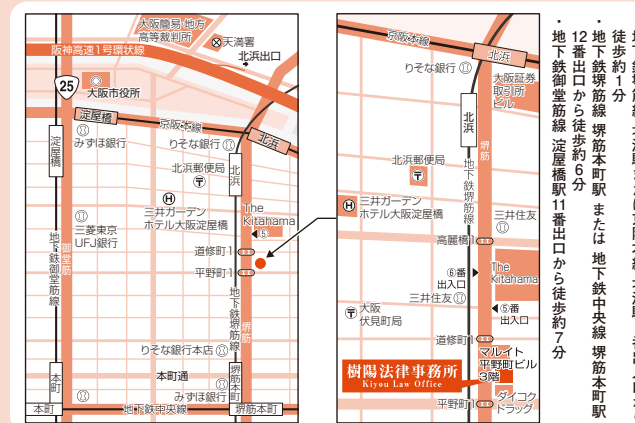 大阪簡易・地方
高等裁判所
天満署
阪神高速1号環状線
北浜出口
25
大阪市役所
淀屋橋
京阪本線
北浜
淀屋橋
みずほ銀行
りそな銀行
北浜
北浜郵便局
三井ガーデン
ホテル大阪淀屋橋
The
Kitahama
⑤
三菱東京
UFJ銀行
御堂筋
地下鉄御堂筋線
道修町1
平野町1
地下鉄堺筋線
堺筋
りそな銀行本店
本町
本町通
みずほ銀行
堺筋本町
本町
地下鉄中央線
堺筋本町
京阪本線
北浜
りそな銀行
大阪証券
取引所
ビル
北浜
堺筋
北浜郵便局
地下鉄堺筋線
三井ガーデン
ホテル大阪淀屋橋
三井住友
高麗橋1
⑥番
出入口
The
Kitahama
三井住友
⑤番
出入口
大阪
伏見町局
道修町1
マルイト
平野町ビル
3階
樹陽法律事務所
Kiyou Law Office
平野町1
ダイコク
ドラッグ
徒歩約1分
・地下鉄堺筋線 堺筋本町駅 または 地下鉄中央線 堺筋本町駅
12番出口から徒歩約6分
・地下鉄御堂筋線 淀屋橋駅11番出口から徒歩約7分